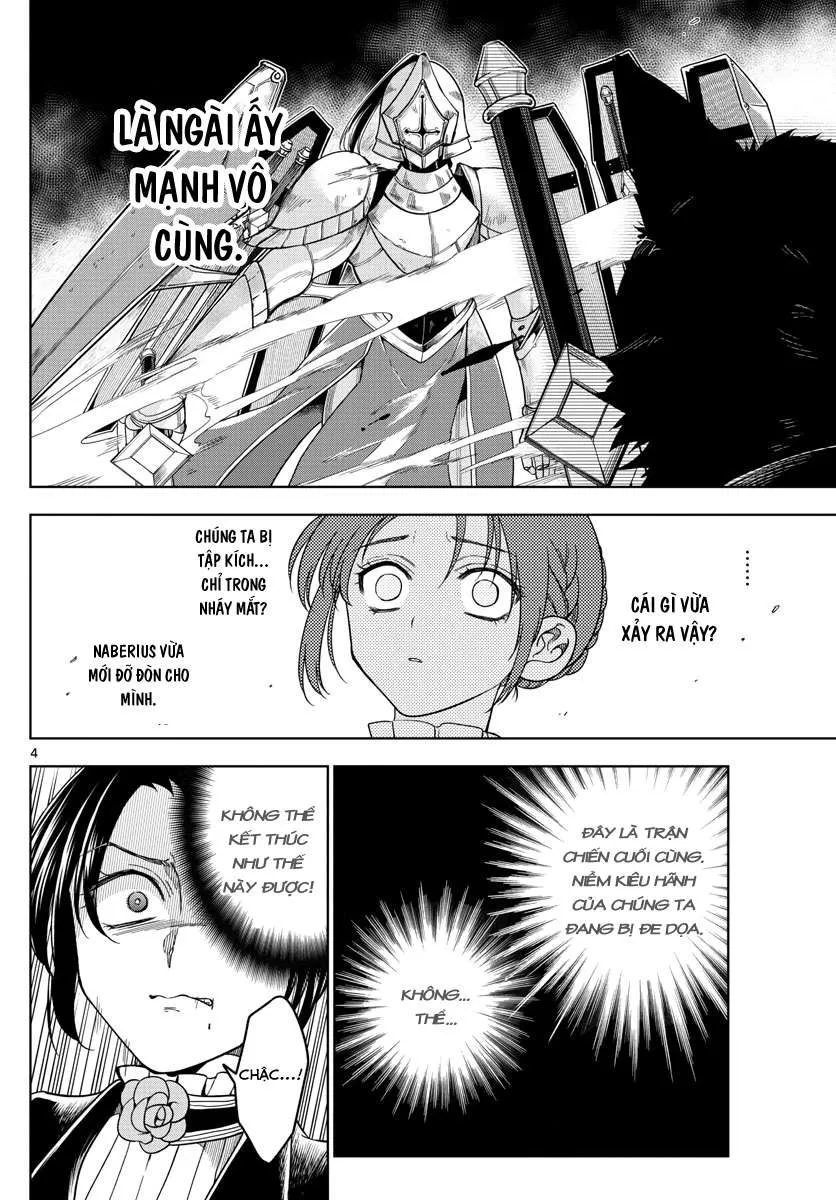 LÀ NGÀI ẤY
MẠNH VÔ
CÙNG.
......
CÁI GÌ VỪA
XẢY RA VẬY?
CHÚNG TA BỊ
TẬP KÍCH...
CHỈ TRONG
NHÁY MẮT?
NABERIUS VỪA
MỚI ĐỠ ĐÒN CHO
MÌNH.
4
ĐÂY LÀ TRẬN
CHIẾN CUỐI CÙNG.
NIỀM KIÊU HÃNH
CỦA CHÚNG TA
ĐANG BỊ ĐE DỌA.
KHÔNG...
THỂ...
KHÔNG THỂ
KẾT THÚC
NHƯ THẾ
NÀY ĐƯỢC!
CHẬC...!